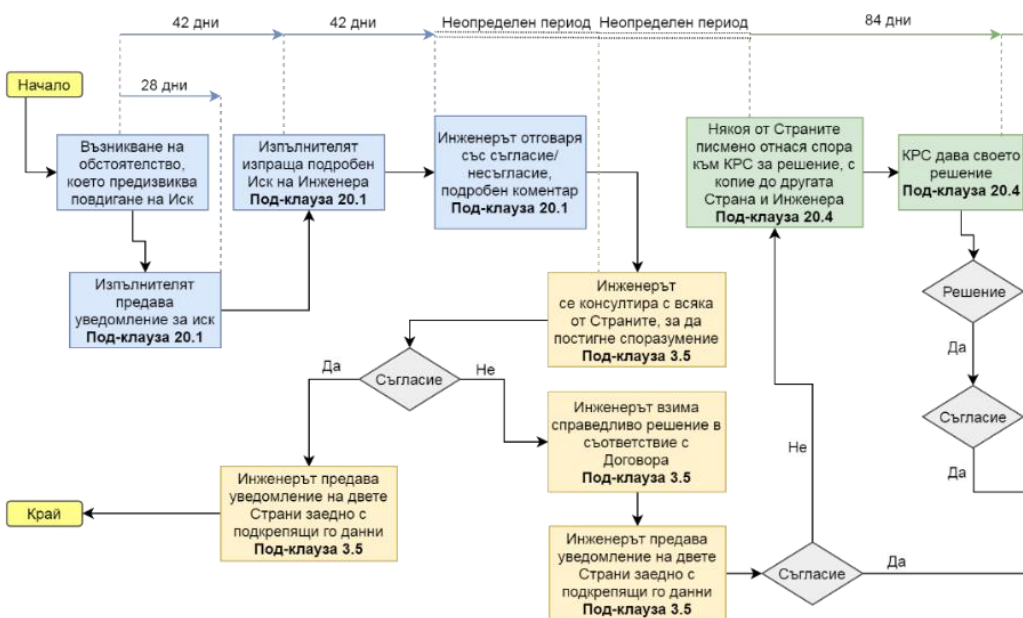 42 дни
42 дни
Неопределен период
Неопределен период
84 дни
28 дни
Начало
Възникване на
обстоятелство,
което предизвиква
повдигане на Иск
Изпълнителят
предава
уведомление за иск
Под-клауза 20.1
Изпълнителят
изпраща подробен
Иск на Инженера
Под-клауза 20.1
Инженерът отговаря
със съгласие/
несъгласие,
подробен коментар
Под-клауза 20.1
Инженерът
се консултира с всяка
от Страните, за да
постигне споразумение
Под-клауза 3.5
Съгласие
Да
Не
Инженерът предава
уведомление на двете
Страни заедно с
подкрепящи го данни
Под-клауза 3.5
Край
Инженерът взима
справедливо решение в
съответствие с
Договора
Под-клауза 3.5
Инженерът предава
уведомление на двете
Страни заедно с
подкрепящи го данни
Под-клауза 3.5
Съгласие
Не
Да
Някоя от Страните
писмено отнася спора
към КРС за решение, с
копие до другата
Страна и Инженера
Под-клауза 20.4
КРС дава своето
решение
Под-клауза 20.4
Решение
Да
Съгласие
Да